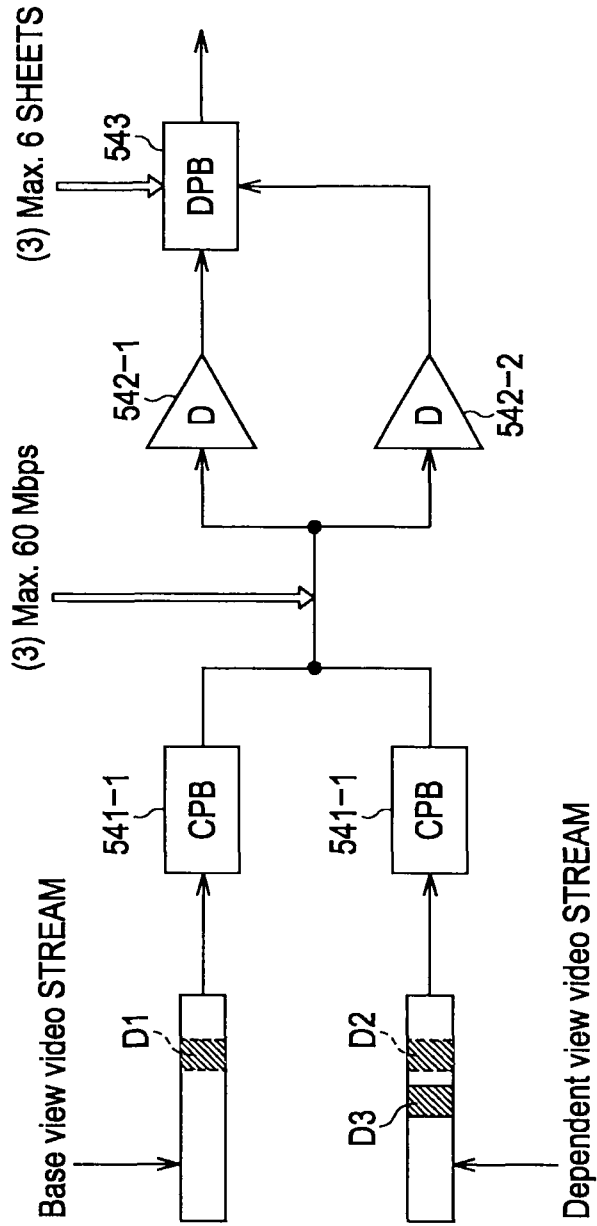 Base view video STREAM
D1
541-1
CPB
(3) Max. 60 Mbps
542-1
D
(3) Max. 6 SHEETS
543
DPB
D3
D2
541-1
CPB
D
542-2
Dependent view video STREAM